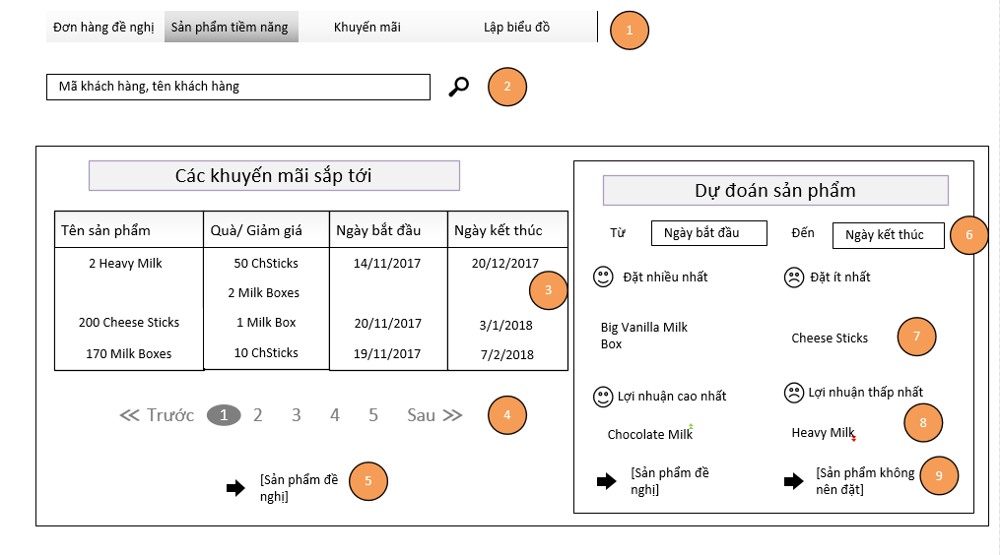 Đơn hàng đề nghị Sản phẩm tiềm năng Khuyến mãi Lập biểu đồ 1
Mã khách hàng, tên khách hàng 2
Các khuyến mãi sắp tới
Tên sản phẩm Quà/ Giảm giá Ngày bắt đầu Ngày kết thúc
2 Heavy Milk 50 ChSticks 14/11/2017 20/12/2017
2 Milk Boxes 3
200 Cheese Sticks 1 Milk Box 20/11/2017 3/1/2018
170 Milk Boxes 10 ChSticks 19/11/2017 7/2/2018
<< Trước 1 2 3 4 5 Sau >> 4
[Sản phẩm đề
nghị]
5
Dự đoán sản phẩm
Từ Ngày bắt đầu Đến Ngày kết thúc 6
Đặt nhiều nhất Đặt ít nhất
Big Vanilla Milk
Box
Cheese Sticks 7
Lợi nhuận cao nhất Lợi nhuận thấp nhất
Chocolate Milk Heavy Milk 8
[Sản phẩm đề
nghị]
[Sản phẩm không
nên đặt]
9